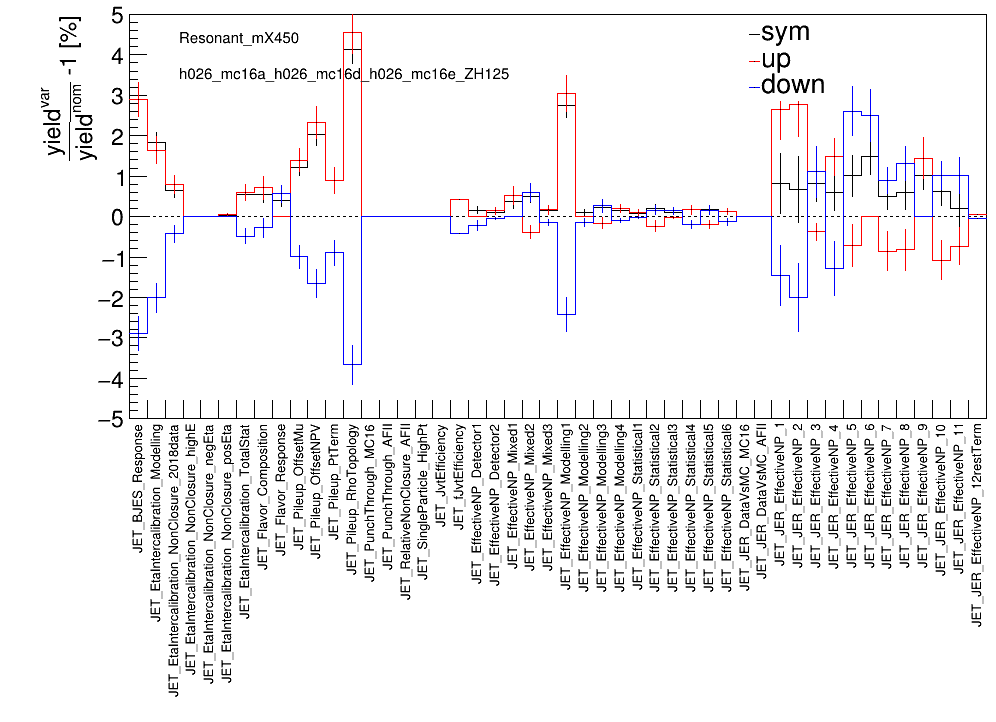 yield^var / yield^nom -1 [%]
5
4
3
2
1
0
−1
−2
−3
−4
−5
Resonant_mX450
h026_mc16a_h026_mc16d_h026_mc16e_ZH125
sym
up
down
JET_BJES_Response
JET_EtaIntercalibration_Modelling
JET_EtaIntercalibration_NonClosure_2018data
JET_EtaIntercalibration_NonClosure_highE
JET_EtaIntercalibration_NonClosure_negEta
JET_EtaIntercalibration_NonClosure_posEta
JET_EtaIntercalibration_TotalStat
JET_Flavor_Composition
JET_Flavor_Response
JET_Pileup_OffsetMu
JET_Pileup_OffsetNPV
JET_Pileup_PtTerm
JET_Pileup_RhoTopology
JET_PunchThrough_MC16
JET_PunchThrough_AFII
JET_RelativeNonClosure_AFII
JET_SingleParticle_HighPt
JET_JvtEfficiency
JET_fJvtEfficiency
JET_EffectiveNP_Detector1
JET_EffectiveNP_Detector2
JET_EffectiveNP_Mixed1
JET_EffectiveNP_Mixed2
JET_EffectiveNP_Mixed3
JET_EffectiveNP_Modelling1
JET_EffectiveNP_Modelling2
JET_EffectiveNP_Modelling3
JET_EffectiveNP_Modelling4
JET_EffectiveNP_Statistical1
JET_EffectiveNP_Statistical2
JET_EffectiveNP_Statistical3
JET_EffectiveNP_Statistical4
JET_EffectiveNP_Statistical5
JET_EffectiveNP_Statistical6
JET_JER_DataVsMC_MC16
JET_JER_DataVsMC_AFII
JET_JER_EffectiveNP_1
JET_JER_EffectiveNP_2
JET_JER_EffectiveNP_3
JET_JER_EffectiveNP_4
JET_JER_EffectiveNP_5
JET_JER_EffectiveNP_6
JET_JER_EffectiveNP_7
JET_JER_EffectiveNP_8
JET_JER_EffectiveNP_9
JET_JER_EffectiveNP_10
JET_JER_EffectiveNP_11
JET_JER_EffectiveNP_12restTerm